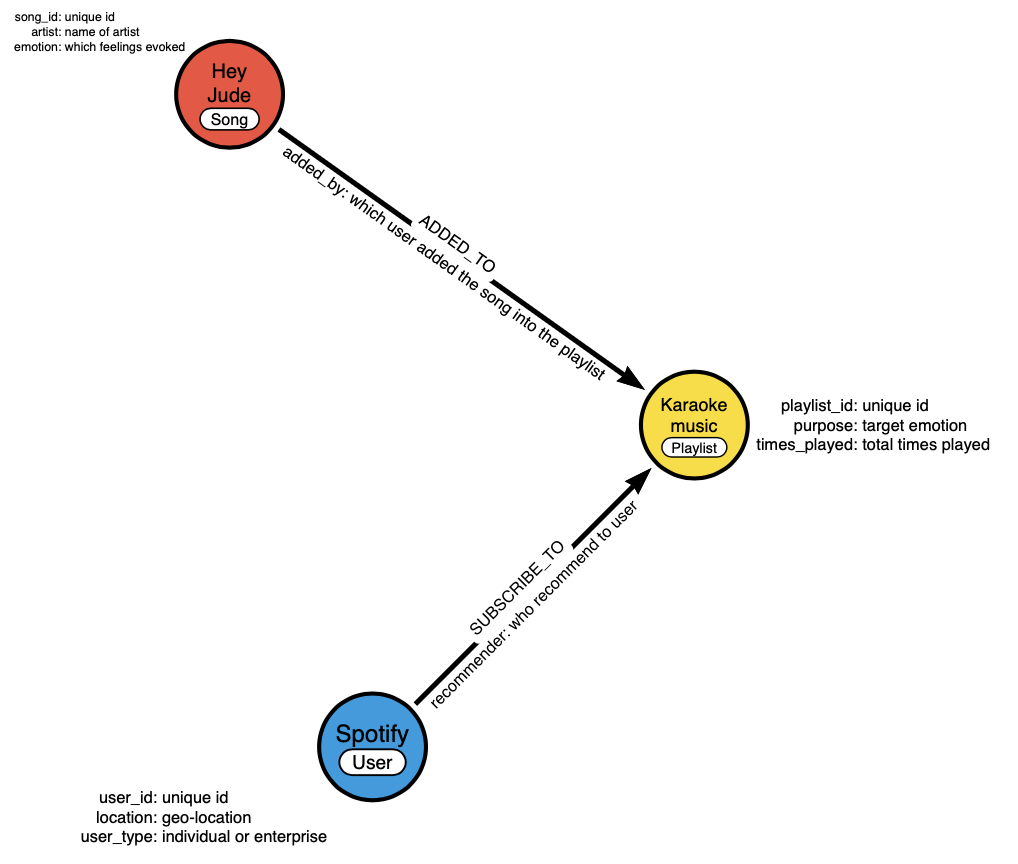 song_id: unique id
artist: name of artist
emotion: which feelings evoked
Hey
Jude
Song
ADDED_TO
added_by: which user added the song into the playlist
Karaoke
music
Playlist
playlist_id: unique id
purpose: target emotion
times_played: total times played
SUBSCRIBE_TO
recommender: who recommend to user
Spotify
User
user_id: unique id
location: geo-location
user_type: individual or enterprise